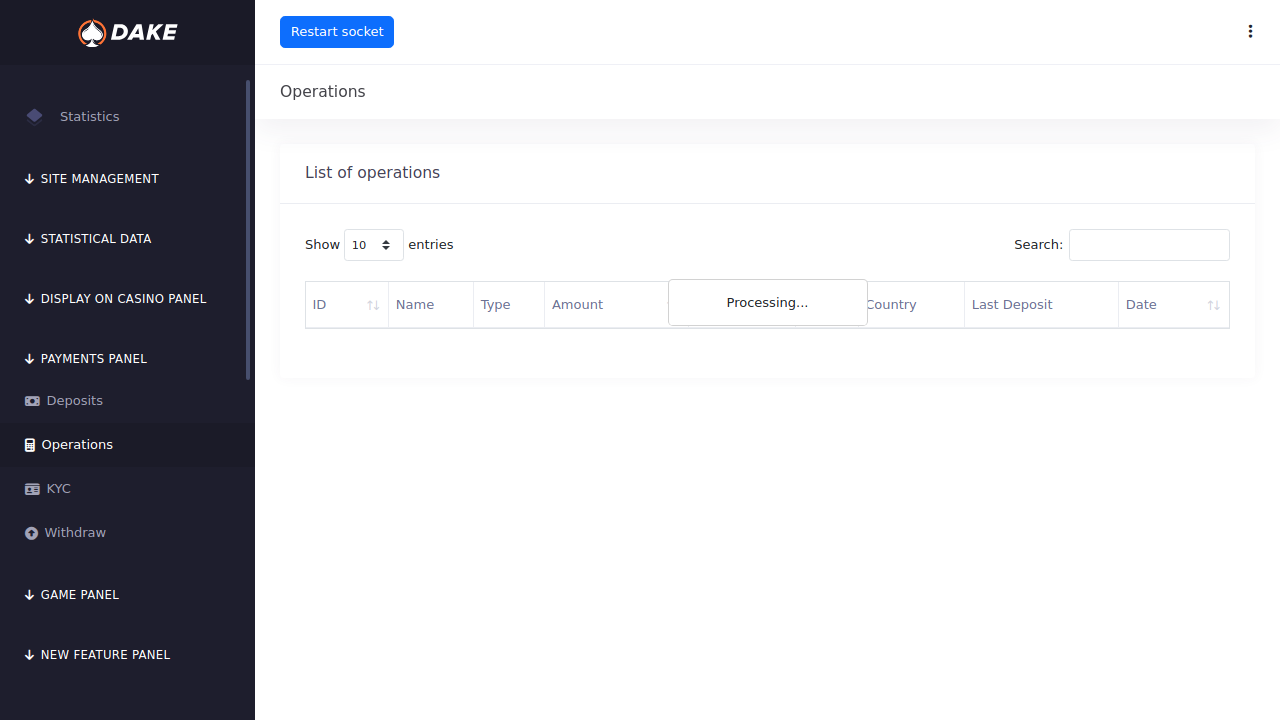 DAKE
Restart socket
Statistics
SITE MANAGEMENT
STATISTICAL DATA
DISPLAY ON CASINO PANEL
PAYMENTS PANEL
Deposits
Operations
KYC
Withdraw
GAME PANEL
NEW FEATURE PANEL
Operations
List of operations
Show 10 entries
Search:
ID Name Type Amount Country Last Deposit Date
Processing...